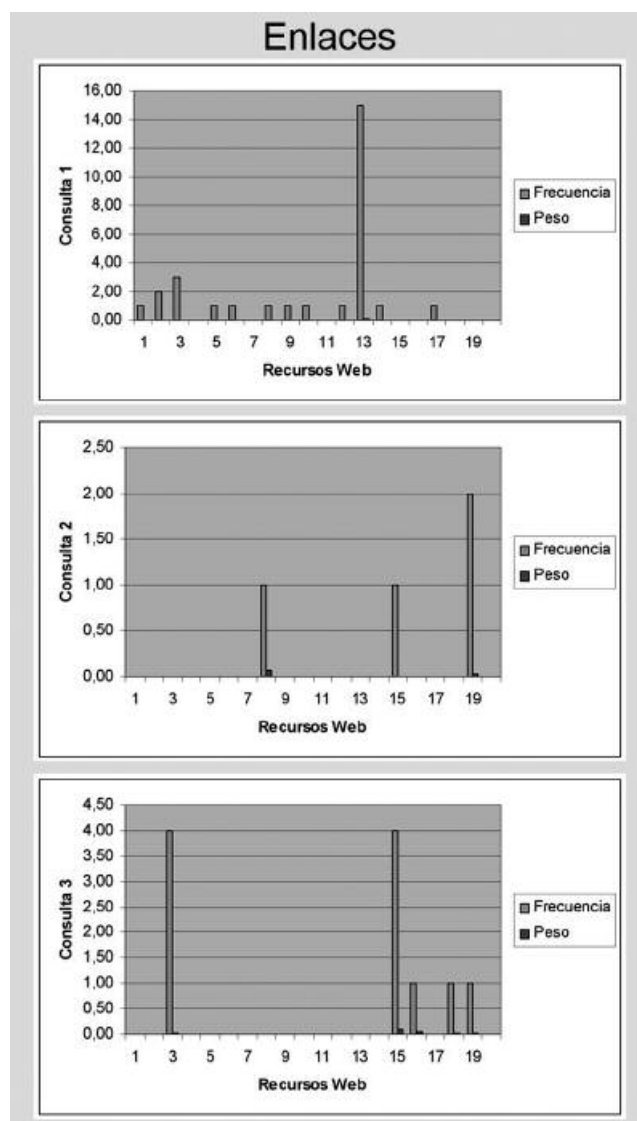 Enlaces
16,00
14,00
12,00
10,00
8,00
6,00
4,00
2,00
0,00
Consulta 1
1 3 5 7 9 11 13 15 17 19
Recursos Web
Frecuencia
Peso
2,50
2,00
1,50
1,00
0,50
0,00
Consulta 2
1 3 7 9 11 13 15 19
Recursos Web
Frecuencia
Peso
4,50
4,00
3,50
3,00
2,50
2,00
1,50
1,00
0,50
0,00
Consulta 3
1 3 5 7 9 11 13 15 17 19
Recursos Web
Frecuencia
Peso